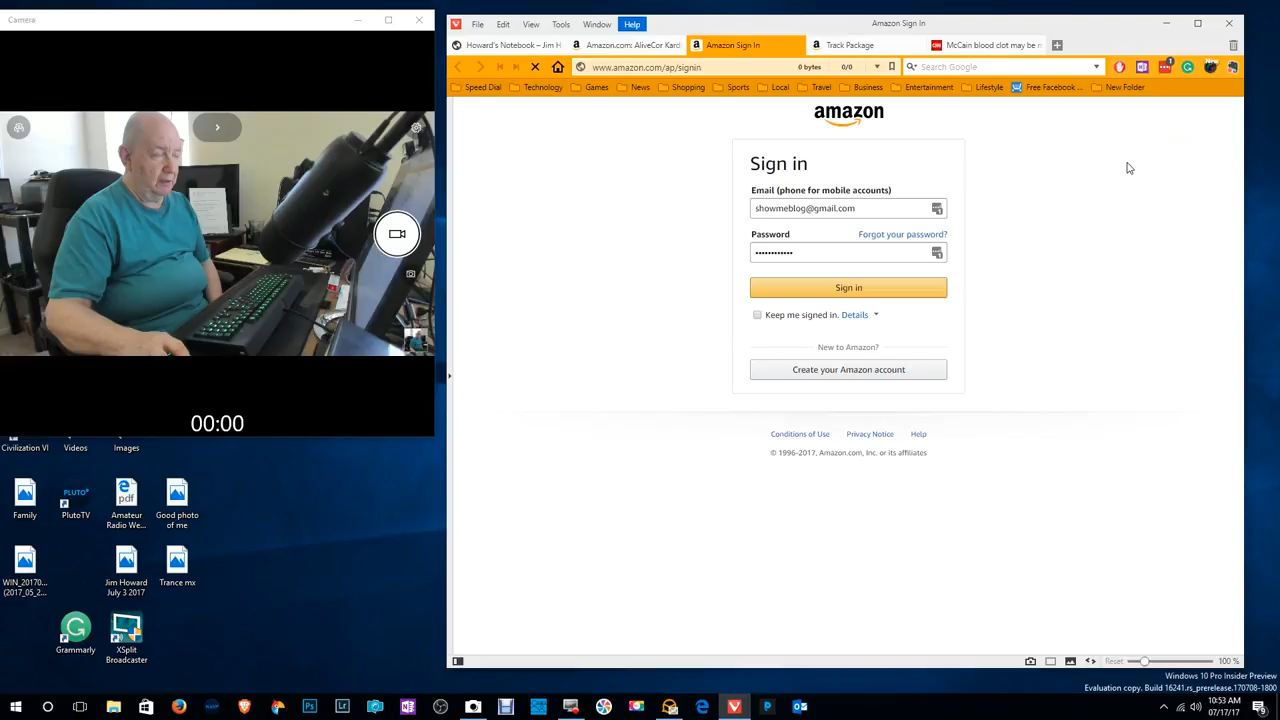 Camera
00:00
File Edit View Tools Window Help
Amazon Sign In
Howard's Notebook – Jim H
Amazon.com: AliveCor Kard
Amazon Sign In
Track Package
McCain blood clot may be m
www.amazon.com/ap/signin
0 bytes
0/0
Search Google
Speed Dial
Technology
Games
News
Shopping
Sports
Local
Travel
Business
Entertainment
Lifestyle
Free Facebook ...
New Folder
amazon
Sign in
Email (phone for mobile accounts)
showmeblog@gmail.com
Password
Forgot your password?
Sign in
Keep me signed in. Details
New to Amazon?
Create your Amazon account
Conditions of Use
Privacy Notice
Help
© 1996-2017, Amazon.com, Inc. or its affiliates
Reset
100 %
Civilization VI
Videos
Images
Family
PLUTO
PlutoTV
pdf
Amateur
Radio We...
Good photo
of me
WIN_20170...
(2017_05_2...
Jim Howard
July 3 2017
Trance mx
Grammarly
XSplit
Broadcaster
Windows 10 Pro Insider Preview
Evaluation copy. Build 16241.rs_prerelease.170708-1800
Ps
Lr
10:53 AM
07/17/17
9